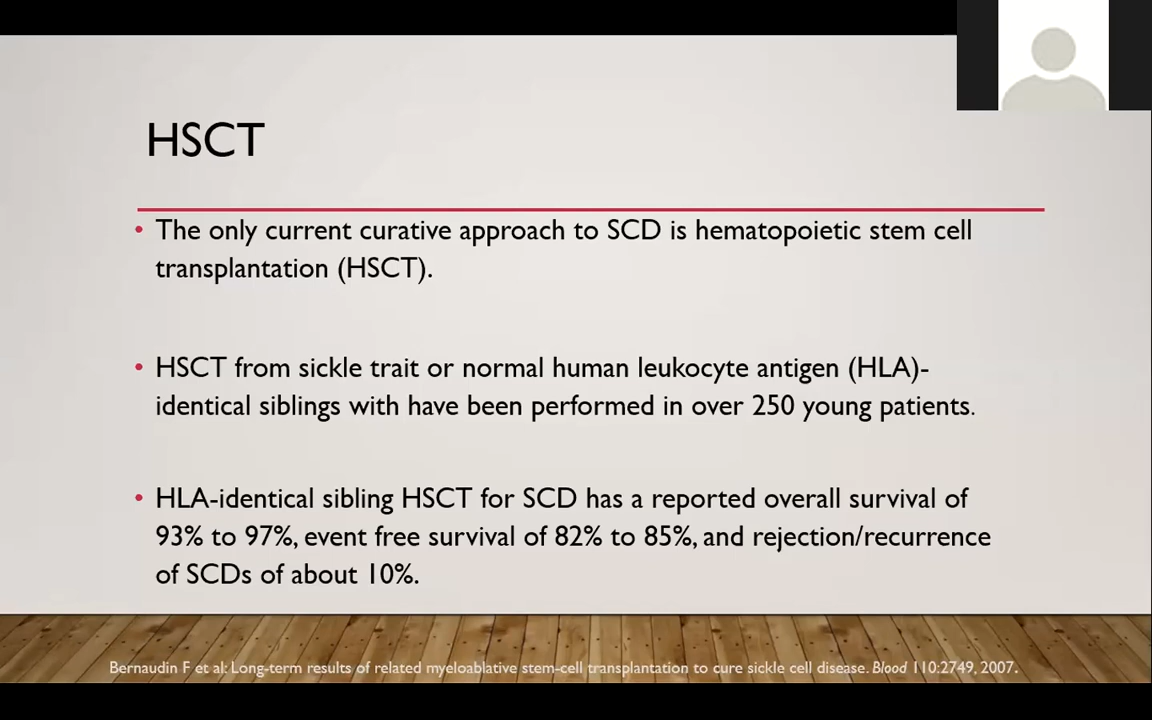 HSCT
• The only current curative approach to SCD is hematopoietic stem cell
transplantation (HSCT).
• HSCT from sickle trait or normal human leukocyte antigen (HLA)-
identical siblings with have been performed in over 250 young patients.
• HLA-identical sibling HSCT for SCD has a reported overall survival of
93% to 97%, event free survival of 82% to 85%, and rejection/recurrence
of SCDs of about 10%.
Bernaudin F et al: Long-term results of related myeloablative stem-cell transplantation to cure sickle cell disease. Blood 110:2749, 2007.